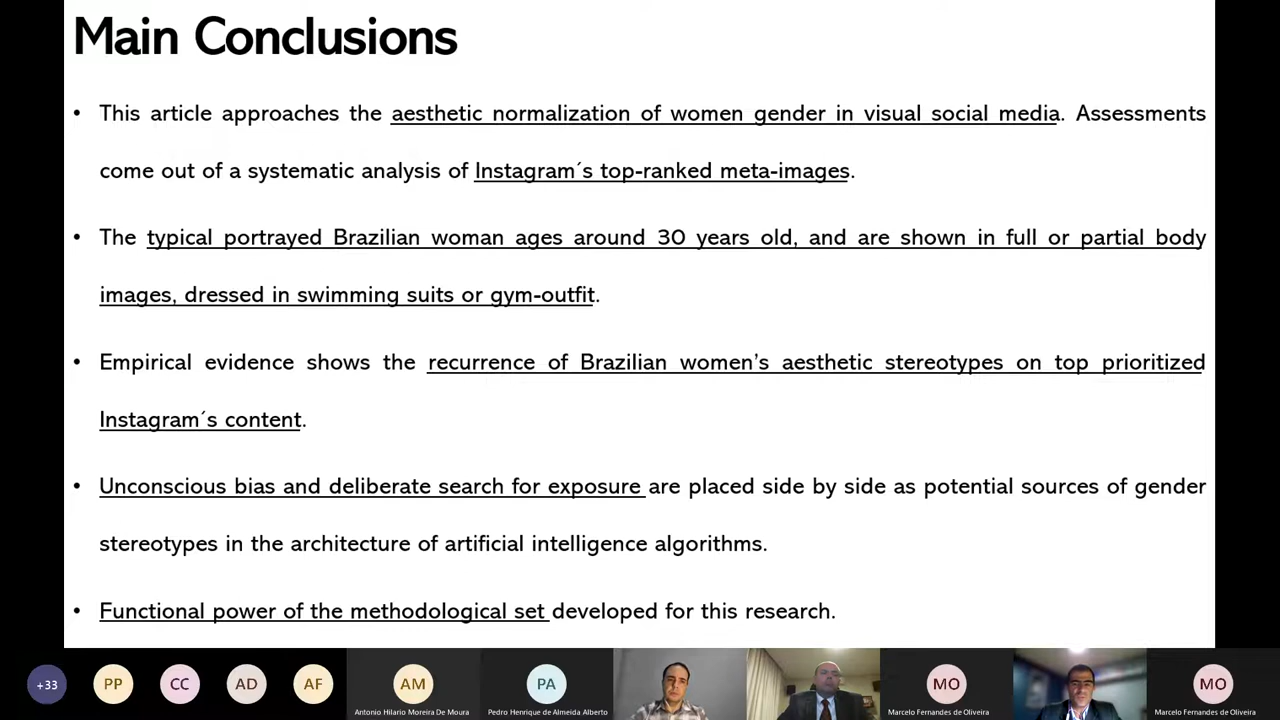 Main Conclusions
• This article approaches the aesthetic normalization of women gender in visual social media. Assessments
come out of a systematic analysis of Instagram´s top-ranked meta-images.
• The typical portrayed Brazilian woman ages around 30 years old, and are shown in full or partial body
images, dressed in swimming suits or gym-outfit.
• Empirical evidence shows the recurrence of Brazilian women’s aesthetic stereotypes on top prioritized
Instagram´s content.
• Unconscious bias and deliberate search for exposure are placed side by side as potential sources of gender
stereotypes in the architecture of artificial intelligence algorithms.
• Functional power of the methodological set developed for this research.
+33 PP CC AD AF AM PA MO MO
Antonio Hilario Moreira De Moura Pedro Henrique de Almeida Alberto Marcelo Fernandes de Oliveira Marcelo Fernandes de Oliveira